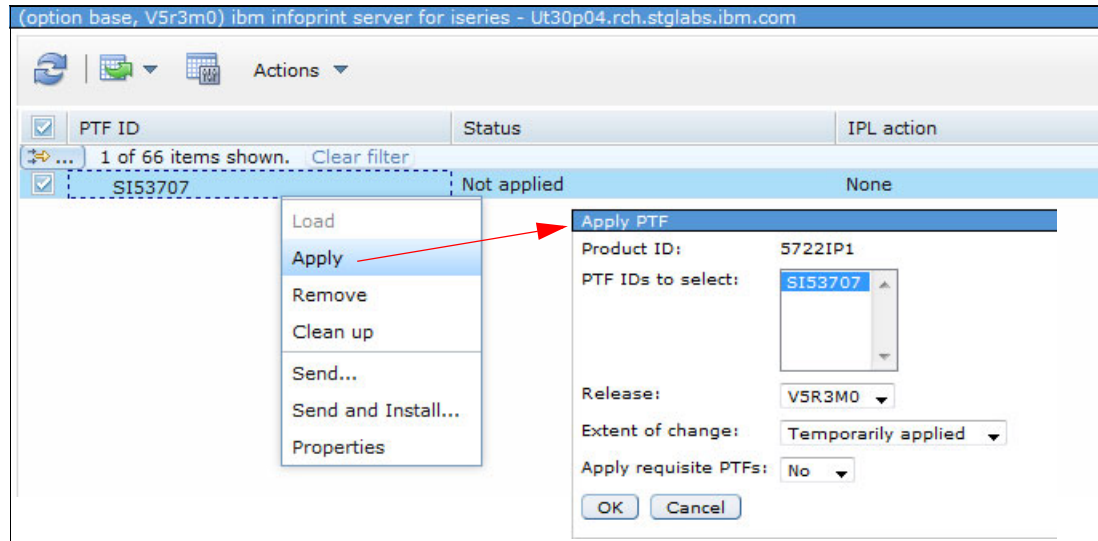 (option base, V5r3m0) ibm infoprint server for iseries - Ut30p04.rch.stglabs.ibm.com
Actions
PTF ID Status IPL action
... 1 of 66 items shown. Clear filter
SI53707 Not applied None
Load
Apply
Remove
Clean up
Send...
Send and Install...
Properties
Apply PTF
Product ID: 5722IP1
PTF IDs to select: SI53707
Release: V5R3M0
Extent of change: Temporarily applied
Apply requisite PTFs: No
OK Cancel